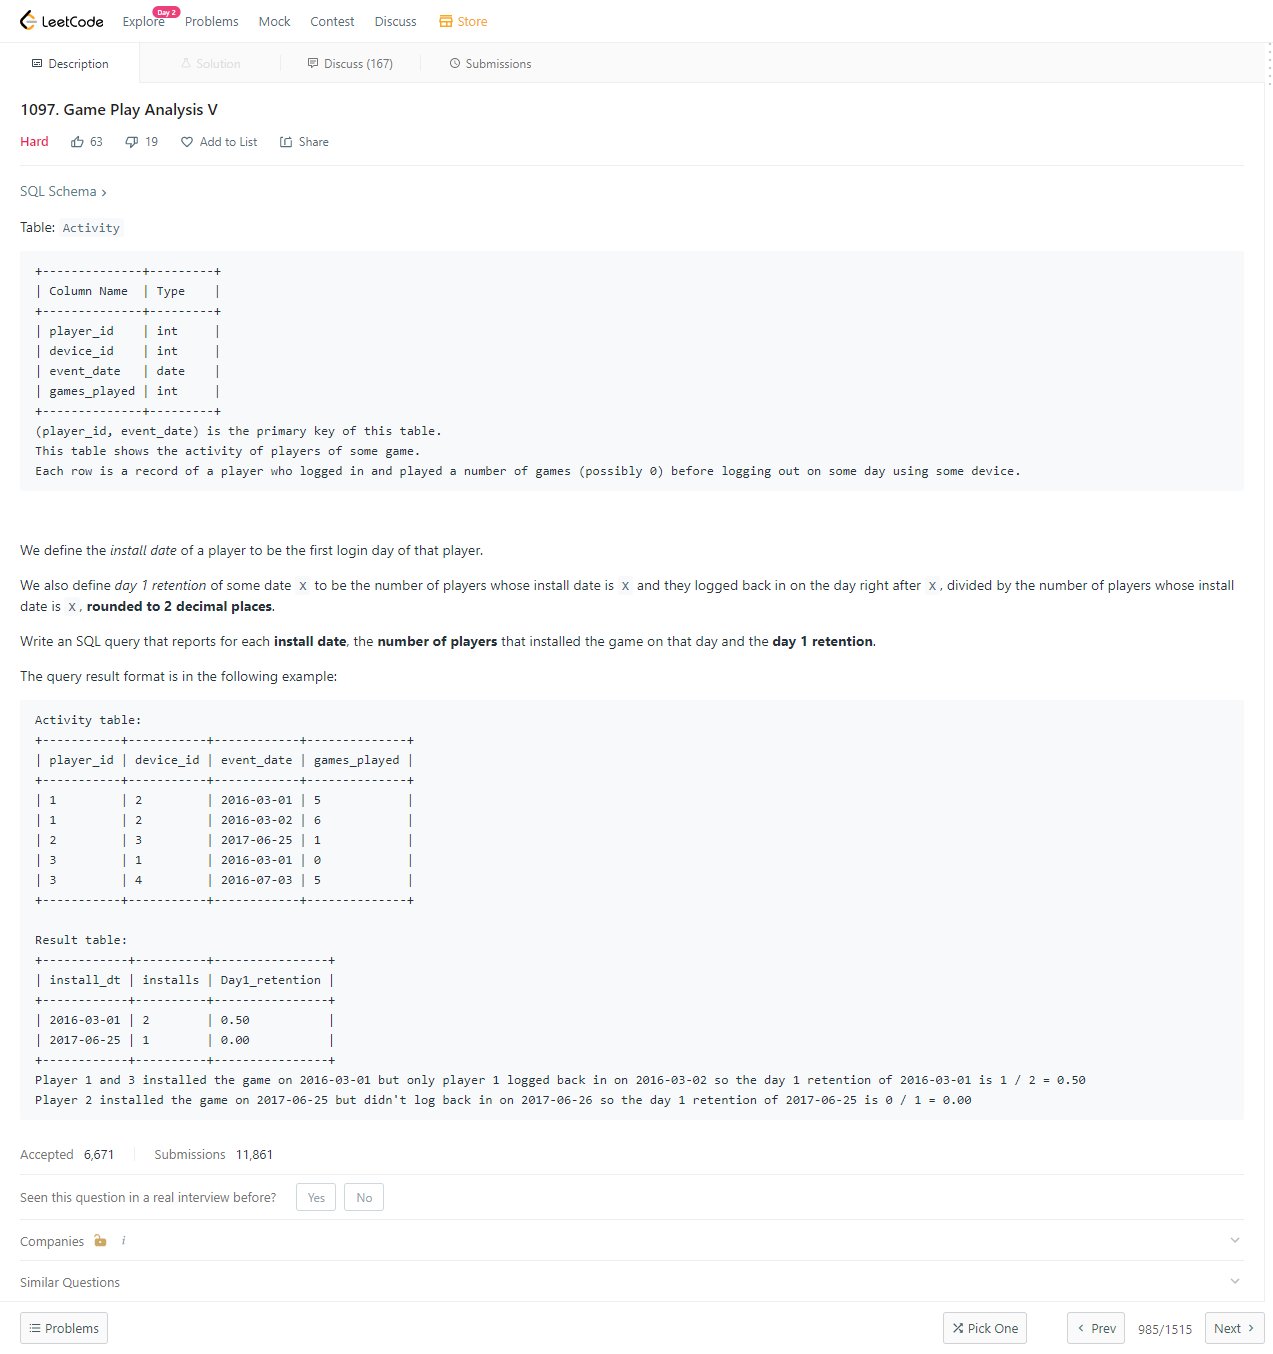 LeetCode Explore Day 2 Problems Mock Contest Discuss Store
Description Solution Discuss (167) Submissions
1097. Game Play Analysis V
Hard 63 19 Add to List Share
SQL Schema ›
Table: Activity
+--------------+---------+
| Column Name  | Type    |
+--------------+---------+
| player_id    | int     |
| device_id    | int     |
| event_date   | date    |
| games_played | int     |
+--------------+---------+
(player_id, event_date) is the primary key of this table.
This table shows the activity of players of some game.
Each row is a record of a player who logged in and played a number of games (possibly 0) before logging out on some day using some device.
We define the install date of a player to be the first login day of that player.
We also define day 1 retention of some date X to be the number of players whose install date is X and they logged back in on the day right after X, divided by the number of players whose install
date is X, rounded to 2 decimal places.
Write an SQL query that reports for each install date, the number of players that installed the game on that day and the day 1 retention.
The query result format is in the following example:
Activity table:
+-----------+-----------+------------+--------------+
| player_id | device_id | event_date | games_played |
+-----------+-----------+------------+--------------+
| 1         | 2         | 2016-03-01 | 5            |
| 1         | 2         | 2016-03-02 | 6            |
| 2         | 3         | 2017-06-25 | 1            |
| 3         | 1         | 2016-03-01 | 0            |
| 3         | 4         | 2016-07-03 | 5            |
+-----------+-----------+------------+--------------+
Result table:
+------------+----------+----------------+
| install_dt | installs | Day1_retention |
+------------+----------+----------------+
| 2016-03-01 | 2        | 0.50           |
| 2017-06-25 | 1        | 0.00           |
+------------+----------+----------------+
Player 1 and 3 installed the game on 2016-03-01 but only player 1 logged back in on 2016-03-02 so the day 1 retention of 2016-03-01 is 1 / 2 = 0.50
Player 2 installed the game on 2017-06-25 but didn't log back in on 2017-06-26 so the day 1 retention of 2017-06-25 is 0 / 1 = 0.00
Accepted 6,671 Submissions 11,861
Seen this question in a real interview before? Yes No
Companies i
Similar Questions
Problems Pick One ‹ Prev 985/1515 Next ›